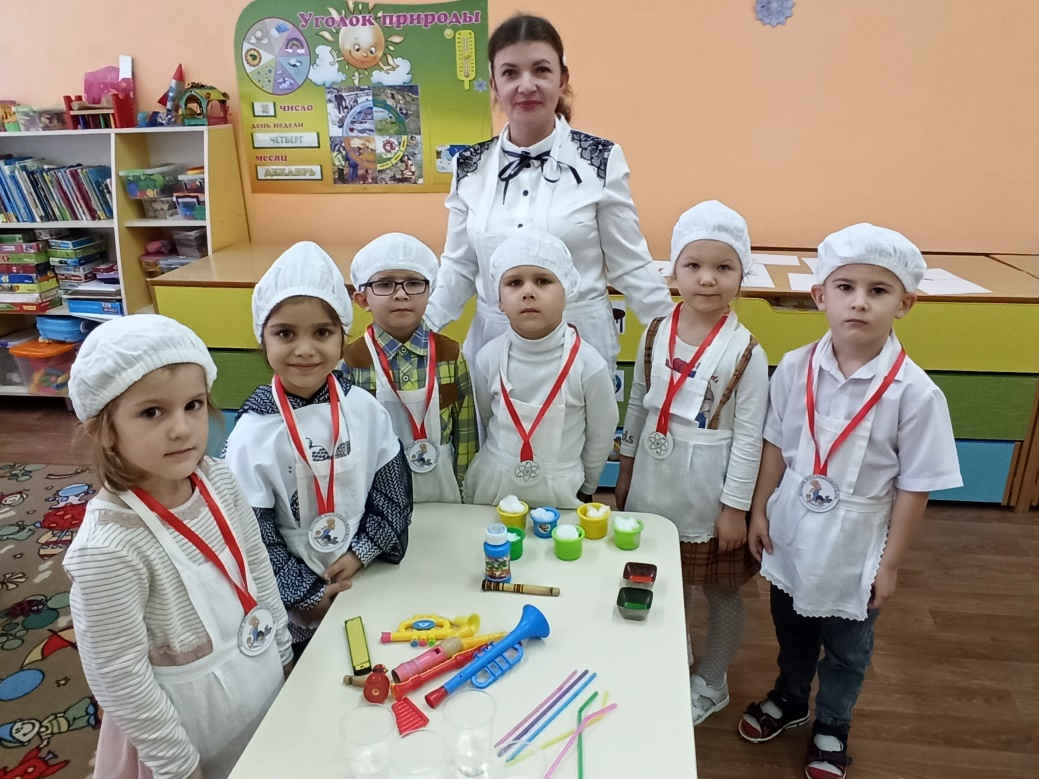 Уголок природы
число
день недели
ЧЕТВЕРГ
месяц
ДЕКАБРЬ